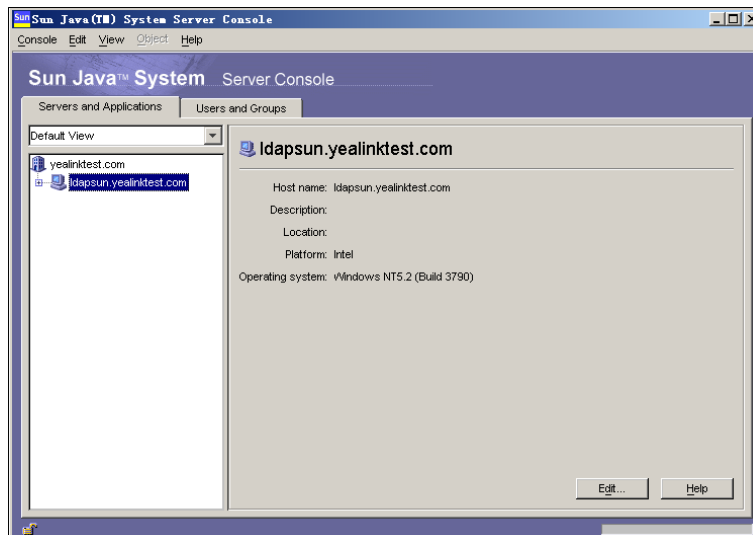 Sun Sun Java(TM) System Server Console
Console Edit View Object Help
Sun Java™ System Server Console
Servers and Applications Users and Groups
Default View
yealinktest.com
ldapsun.yealinktest.com
ldapsun.yealinktest.com
Host name: ldapsun.yealinktest.com
Description:
Location:
Platform: Intel
Operating system: Windows NT5.2 (Build 3790)
Edit... Help